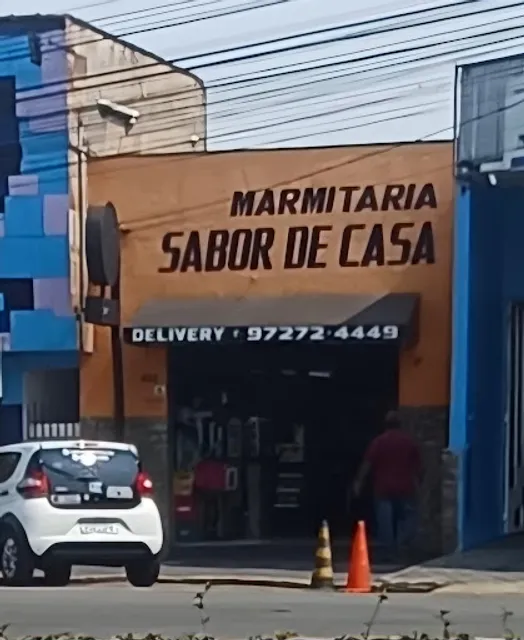 MARMITARIA
SABOR DE CASA
DELIVERY 97272-4449